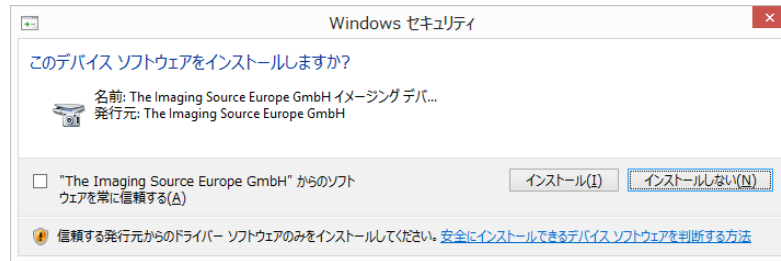 Windows セキュリティ
このデバイス ソフトウェアをインストールしますか?
名前: The Imaging Source Europe GmbH イメージング デバ...
発行元: The Imaging Source Europe GmbH
"The Imaging Source Europe GmbH" からのソフト
ウェアを常に信頼する(A)
インストール(I)
インストールしない(N)
信頼する発行元からのドライバー ソフトウェアのみをインストールしてください。安全にインストールできるデバイス ソフトウェアを判断する方法